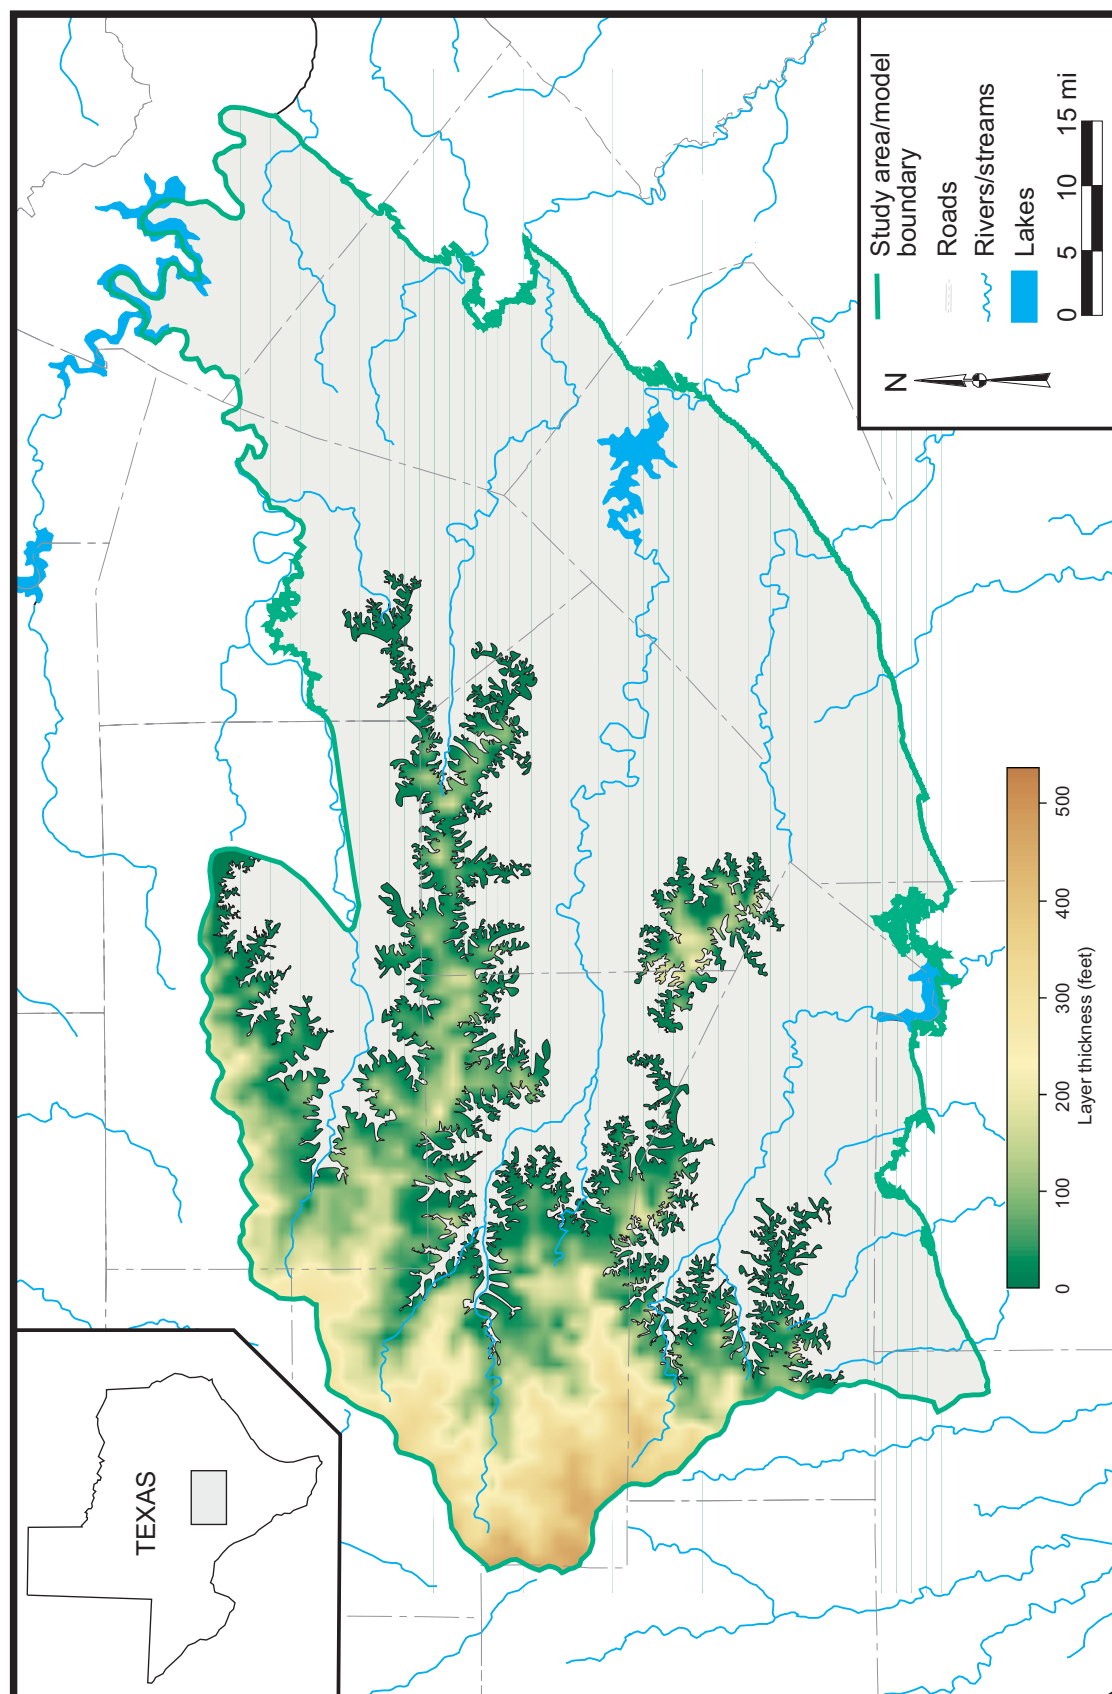 TEXAS
Study area/model
boundary
Roads
Rivers/streams
Lakes
N
0 5 10 15 mi
0 100 200 300 400 500
Layer thickness (feet)